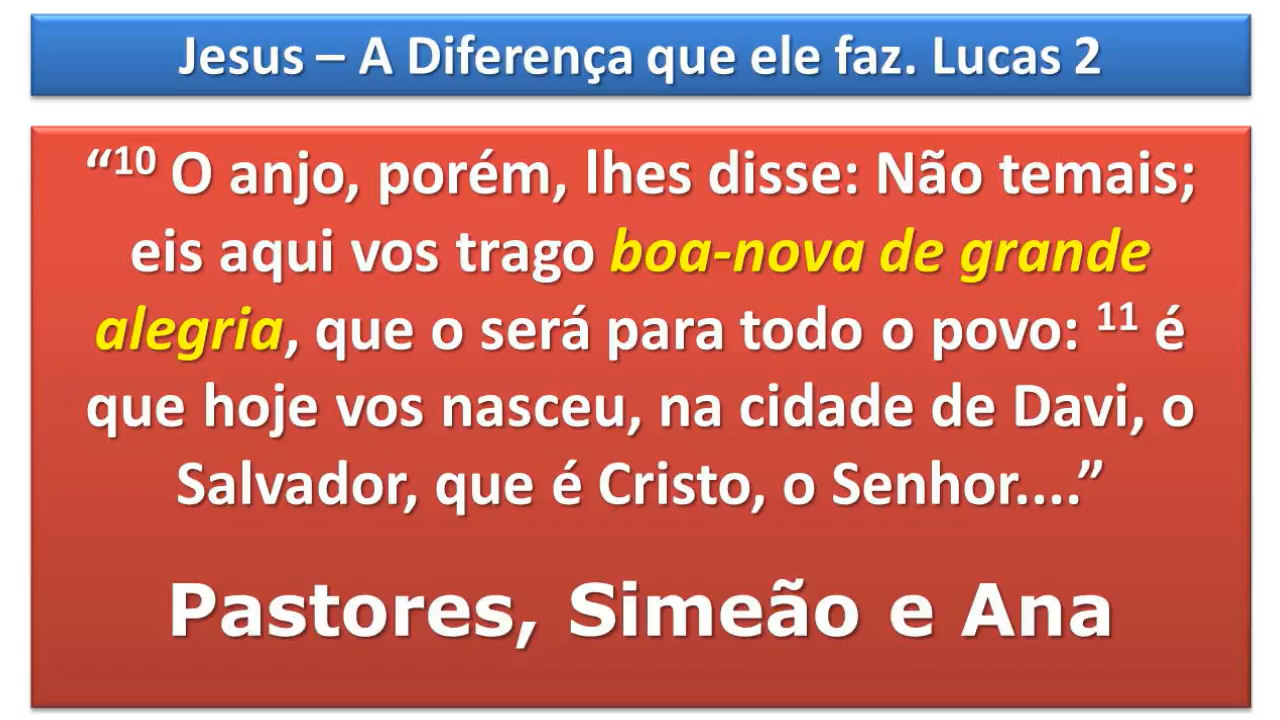 Jesus – A Diferença que ele faz. Lucas 2
“10 O anjo, porém, lhes disse: Não temais;
eis aqui vos trago boa-nova de grande
alegria, que o será para todo o povo: 11 é
que hoje vos nasceu, na cidade de Davi, o
Salvador, que é Cristo, o Senhor....”
Pastores, Simeão e Ana